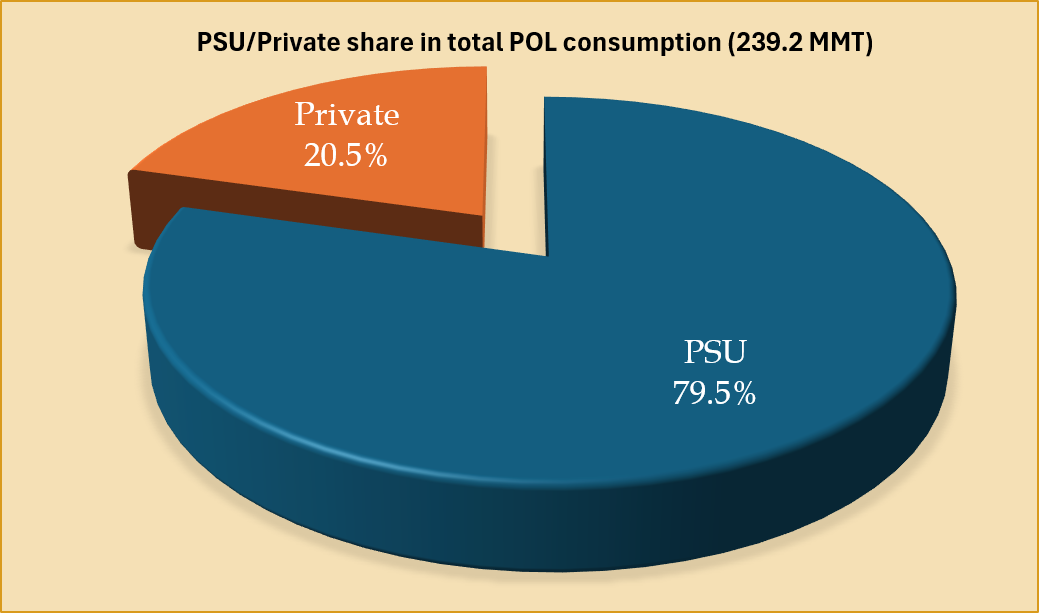 PSU/Private share in total POL consumption (239.2 MMT)
Private
20.5%
PSU
79.5%